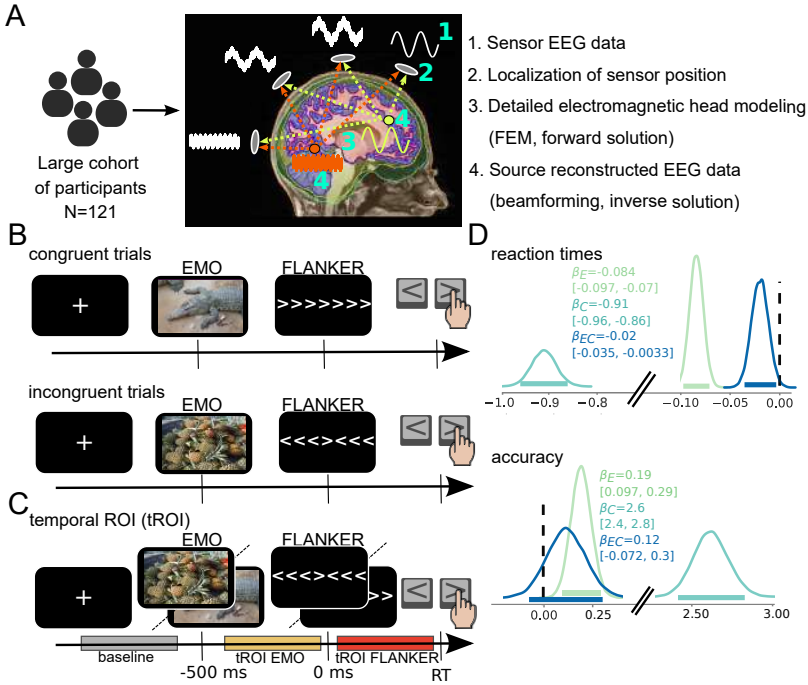 A
Large cohort
of participants
N=121
1
2
3
4
4
1. Sensor EEG data
2. Localization of sensor position
3. Detailed electromagnetic head modeling
(FEM, forward solution)
4. Source reconstructed EEG data
(beamforming, inverse solution)
B
congruent trials
EMO
FLANKER
+
>>>>>>>
< >
incongruent trials
EMO
FLANKER
+
<<<><<<
< >
C
temporal ROI (tROI)
EMO
FLANKER
+
<<<><<<
>>
< >
baseline
tROI EMO
tROI FLANKER
-500 ms
0 ms
RT
D
reaction times
βE=-0.084
[-0.097, -0.07]
βC=-0.91
[-0.96, -0.86]
βEC=-0.02
[-0.035, -0.0033]
−1.0 −0.9 −0.8 −0.10 −0.05 0.00
accuracy
βE=0.19
[0.097, 0.29]
βC=2.6
[2.4, 2.8]
βEC=0.12
[-0.072, 0.3]
0.00 0.25 2.50 3.00